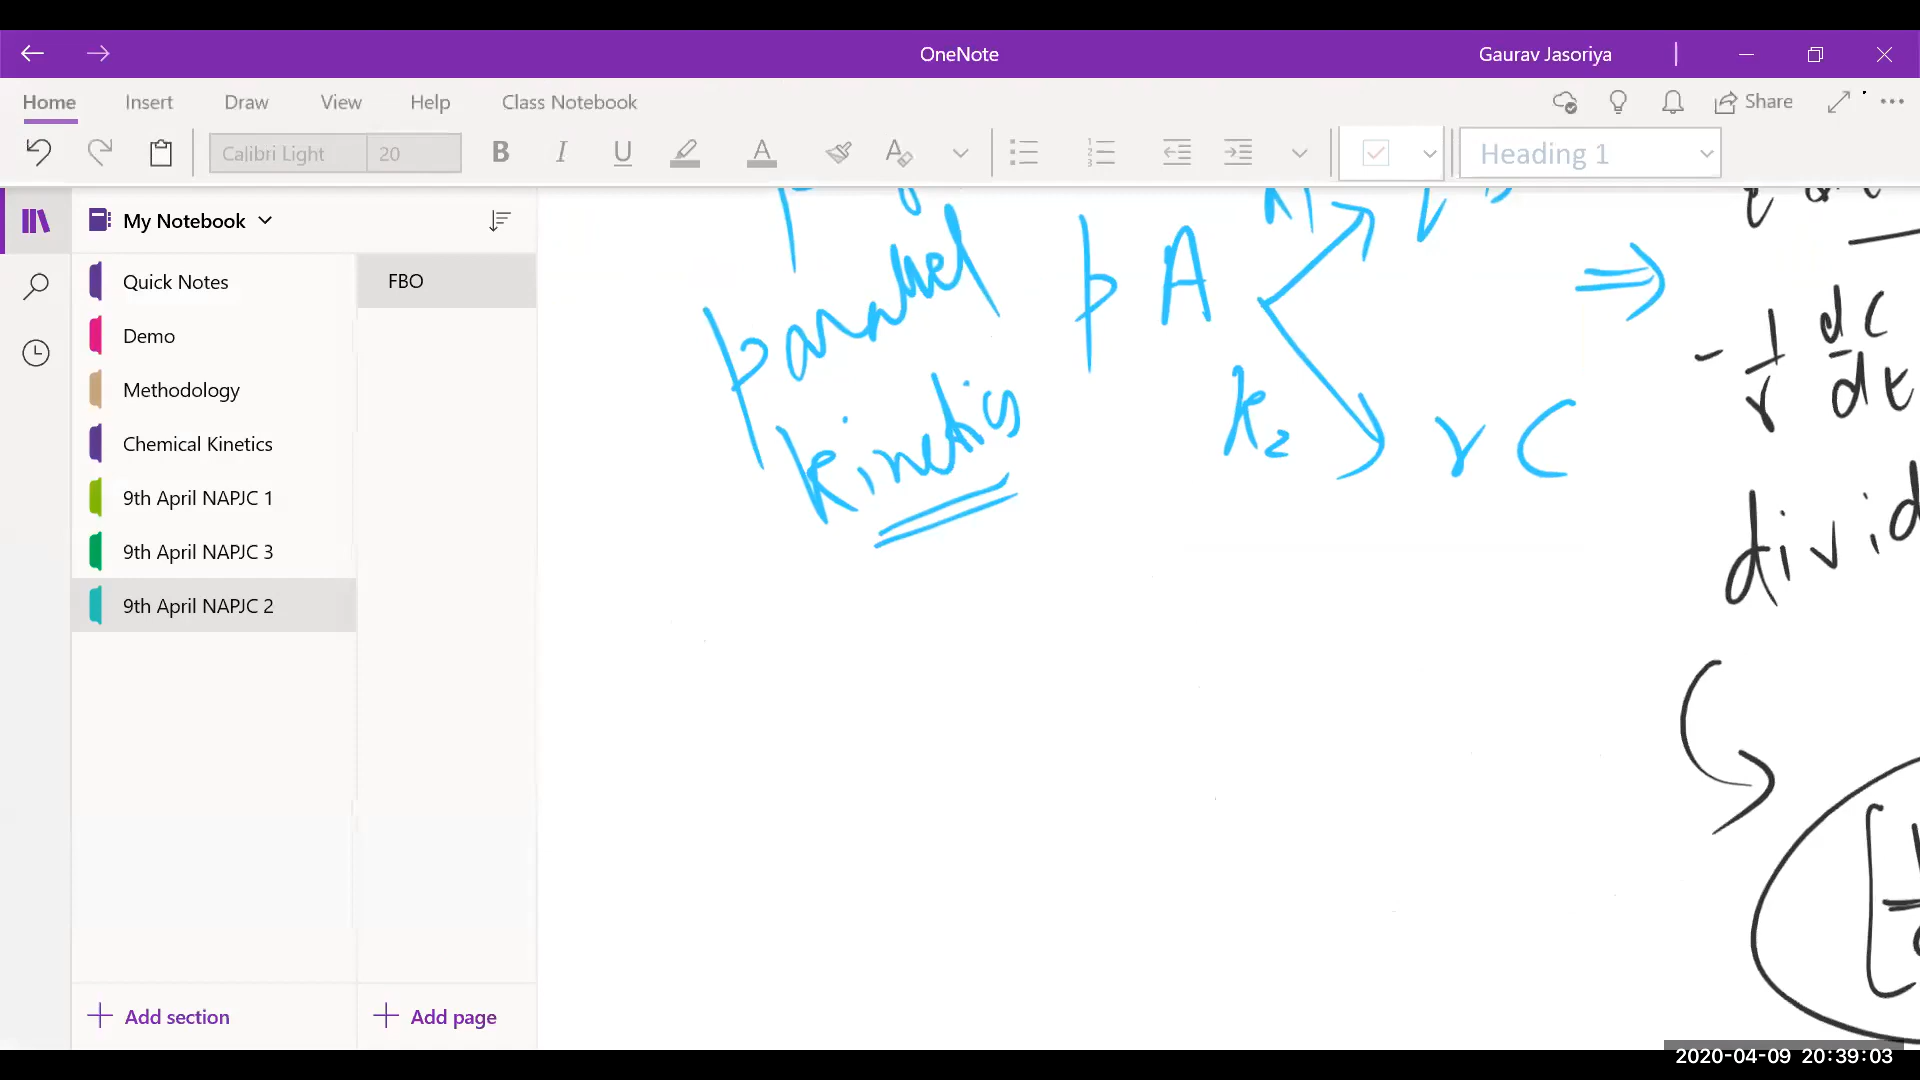 OneNote
Gaurav Jasoriya
Home Insert Draw View Help Class Notebook
Share
Calibri Light 20
B I U A A
Heading 1
My Notebook
Quick Notes
FBO
Demo
Methodology
Chemical Kinetics
9th April NAPJC 1
9th April NAPJC 3
9th April NAPJC 2
Add section
Add page
parallel
kinetics
p A
k2
r C
⇒
- 1/r dC/dt
2020-04-09 20:39:03